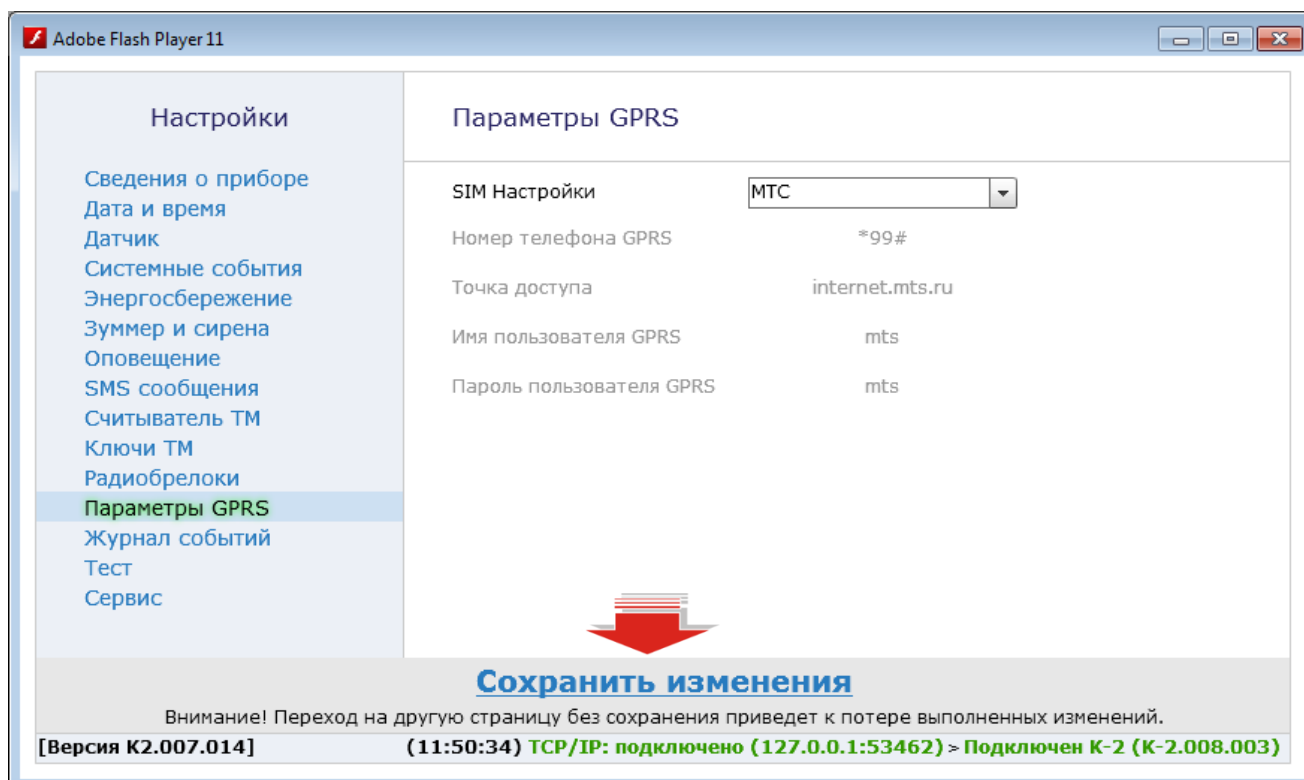 Adobe Flash Player 11
Настройки
Сведения о приборе
Дата и время
Датчик
Системные события
Энергосбережение
Зуммер и сирена
Оповещение
SMS сообщения
Считыватель ТМ
Ключи ТМ
Радиобрелоки
Параметры GPRS
Журнал событий
Тест
Сервис
Параметры GPRS
SIM Настройки МТС
Номер телефона GPRS *99#
Точка доступа internet.mts.ru
Имя пользователя GPRS mts
Пароль пользователя GPRS mts
Сохранить изменения
Внимание! Переход на другую страницу без сохранения приведет к потере выполненных изменений.
[Версия K2.007.014] (11:50:34) TCP/IP: подключено (127.0.0.1:53462) > Подключен К-2 (K-2.008.003)